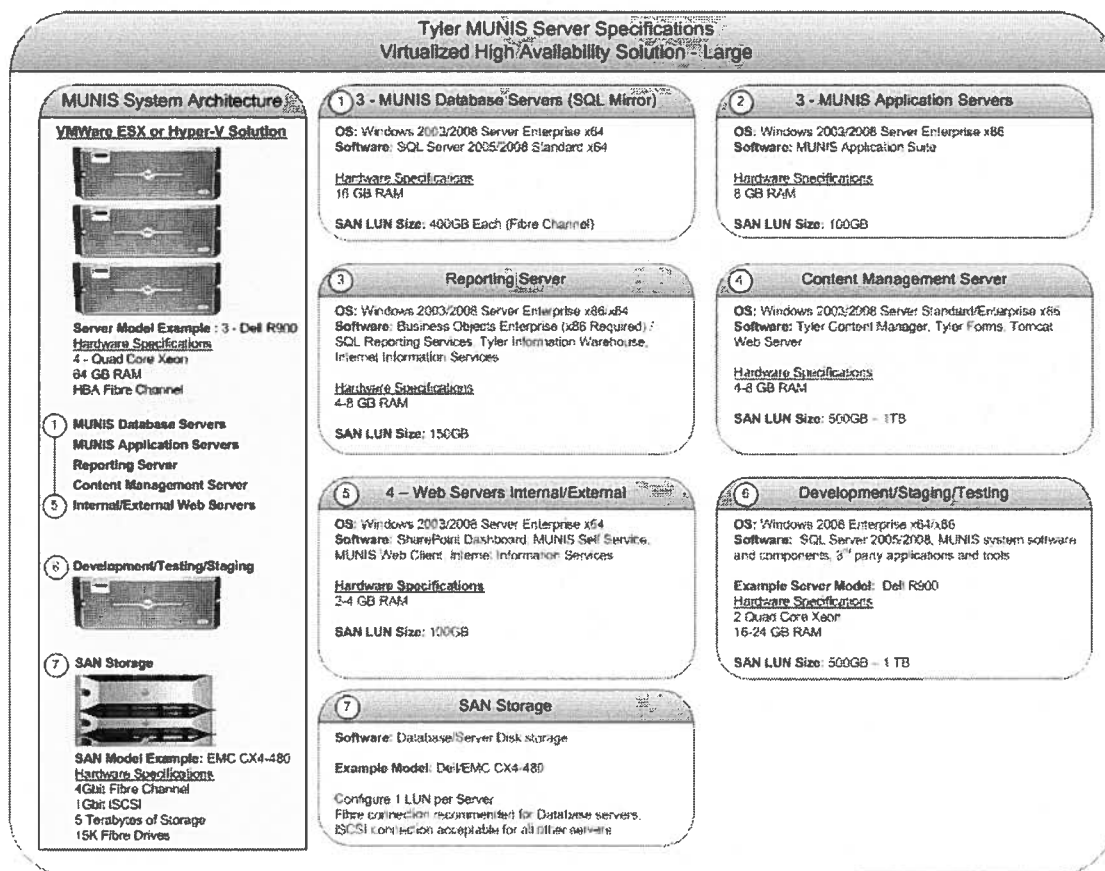 Tyler MUNIS Server Specifications
Virtualized High Availability Solution - Large
MUNIS System Architecture
VMWare ESX or Hyper-V Solution
Server Model Example : 3 - Dell R900
Hardware Specifications
4 - Quad Core Xeon
64 GB RAM
HBA Fibre Channel
1 MUNIS Database Servers
MUNIS Application Servers
Reporting Server
Content Management Server
5 Internal/External Web Servers
6 Development/Testing/Staging
7 SAN Storage
SAN Model Example: EMC CX4-480
Hardware Specifications
4Gbit Fibre Channel
1Gbit ISCSI
5 Terabytes of Storage
15K Fibre Drives
1 3 - MUNIS Database Servers (SQL Mirror)
OS: Windows 2003/2008 Server Enterprise x64
Software: SQL Server 2005/2008 Standard x64
Hardware Specifications
16 GB RAM
SAN LUN Size: 400GB Each (Fibre Channel)
2 3 - MUNIS Application Servers
OS: Windows 2003/2008 Server Enterprise x86
Software: MUNIS Application Suite
Hardware Specifications
8 GB RAM
SAN LUN Size: 100GB
3 Reporting Server
OS: Windows 2003/2008 Server Enterprise x86/x64
Software: Business Objects Enterprise (x86 Required) /
SQL Reporting Services, Tyler Information Warehouse,
Internet Information Services
Hardware Specifications
4-8 GB RAM
SAN LUN Size: 150GB
4 Content Management Server
OS: Windows 2003/2008 Server Standard/Enterprise x86
Software: Tyler Content Manager, Tyler Forms, Tomcat
Web Server
Hardware Specifications
4-8 GB RAM
SAN LUN Size: 500GB – 1TB
5 4 – Web Servers Internal/External
OS: Windows 2003/2008 Server Enterprise x64
Software: SharePoint Dashboard, MUNIS Self Service,
MUNIS Web Client, Internet Information Services
Hardware Specifications
2-4 GB RAM
SAN LUN Size: 100GB
6 Development/Staging/Testing
OS: Windows 2008 Enterprise x64/x86
Software: SQL Server 2005/2008, MUNIS system software
and components, 3rd party applications and tools
Example Server Model: Dell R900
Hardware Specifications
2 Quad Core Xeon
16-24 GB RAM
SAN LUN Size: 500GB – 1 TB
7 SAN Storage
Software: Database/Server Disk storage
Example Model: Dell/EMC CX4-480
Configure 1 LUN per Server
Fibre connection recommended for Database servers,
ISCSI connection acceptable for all other servers